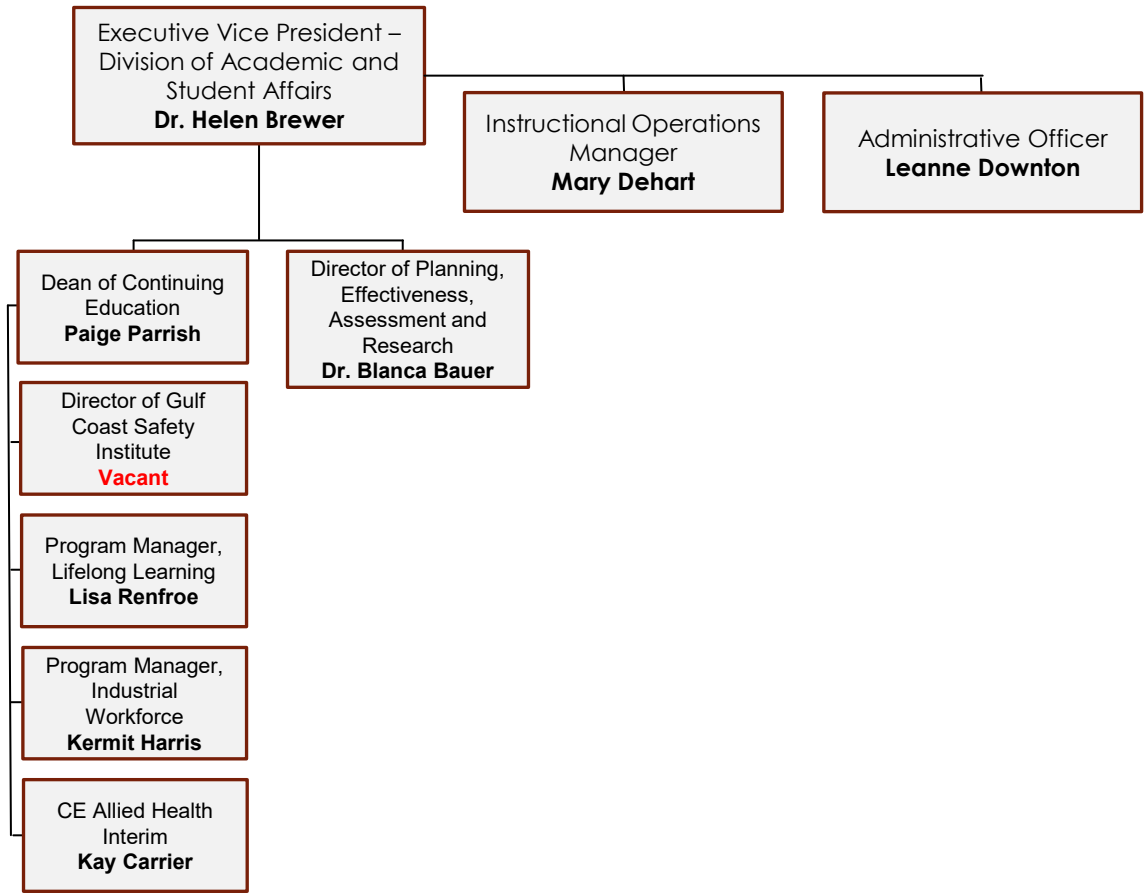 Executive Vice President –
Division of Academic and
Student Affairs
Dr. Helen Brewer
Instructional Operations
Manager
Mary Dehart
Administrative Officer
Leanne Downton
Dean of Continuing
Education
Paige Parrish
Director of Planning,
Effectiveness,
Assessment and
Research
Dr. Blanca Bauer
Director of Gulf
Coast Safety
Institute
Vacant
Program Manager,
Lifelong Learning
Lisa Renfroe
Program Manager,
Industrial
Workforce
Kermit Harris
CE Allied Health
Interim
Kay Carrier